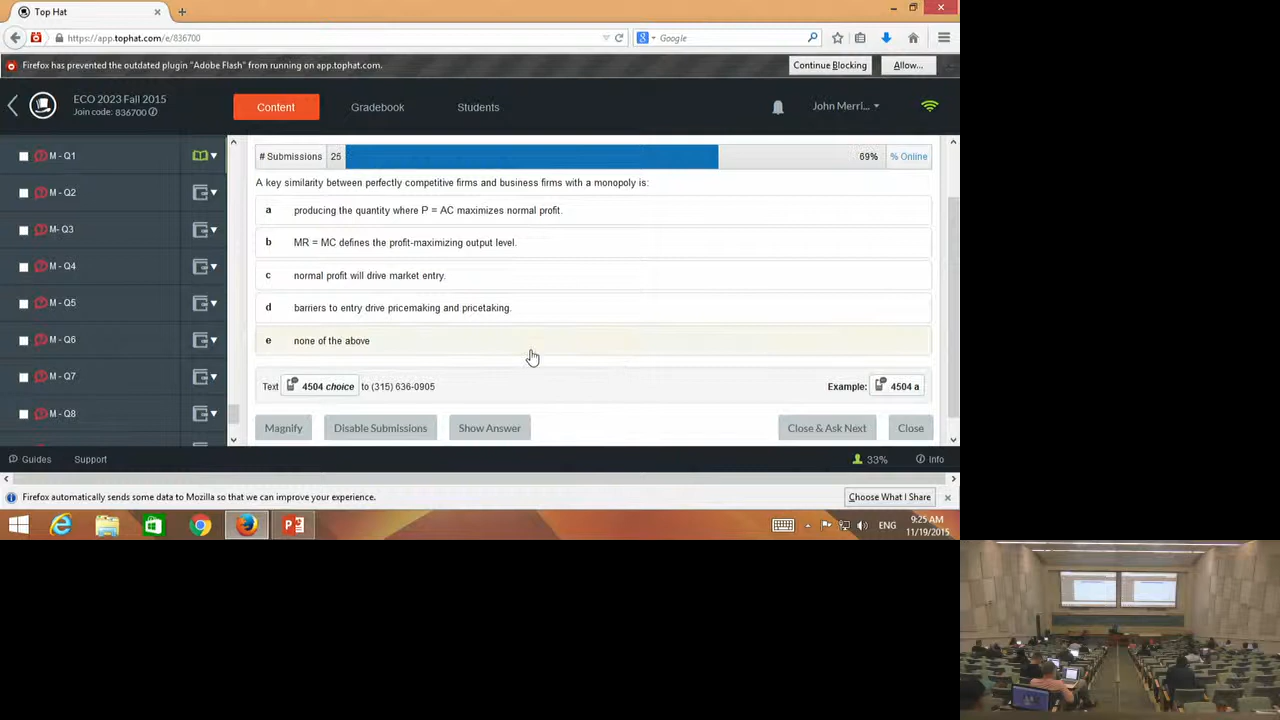 Top Hat
https://app.tophat.com/e/836700
Google
Firefox has prevented the outdated plugin "Adobe Flash" from running on app.tophat.com.
Continue Blocking
Allow...
ECO 2023 Fall 2015
Join code: 836700
Content
Gradebook
Students
John Merri...
M - Q1
M - Q2
M- Q3
M - Q4
M - Q5
M - Q6
M - Q7
M - Q8
# Submissions 25 69% % Online
A key similarity between perfectly competitive firms and business firms with a monopoly is:
a producing the quantity where P = AC maximizes normal profit.
b MR = MC defines the profit-maximizing output level.
c normal profit will drive market entry.
d barriers to entry drive pricemaking and pricetaking.
e none of the above
Text 4504 choice to (315) 636-0905 Example: 4504 a
Magnify Disable Submissions Show Answer Close & Ask Next Close
Guides Support 33% Info
Firefox automatically sends some data to Mozilla so that we can improve your experience.
Choose What I Share
ENG
9:25 AM
11/19/2015